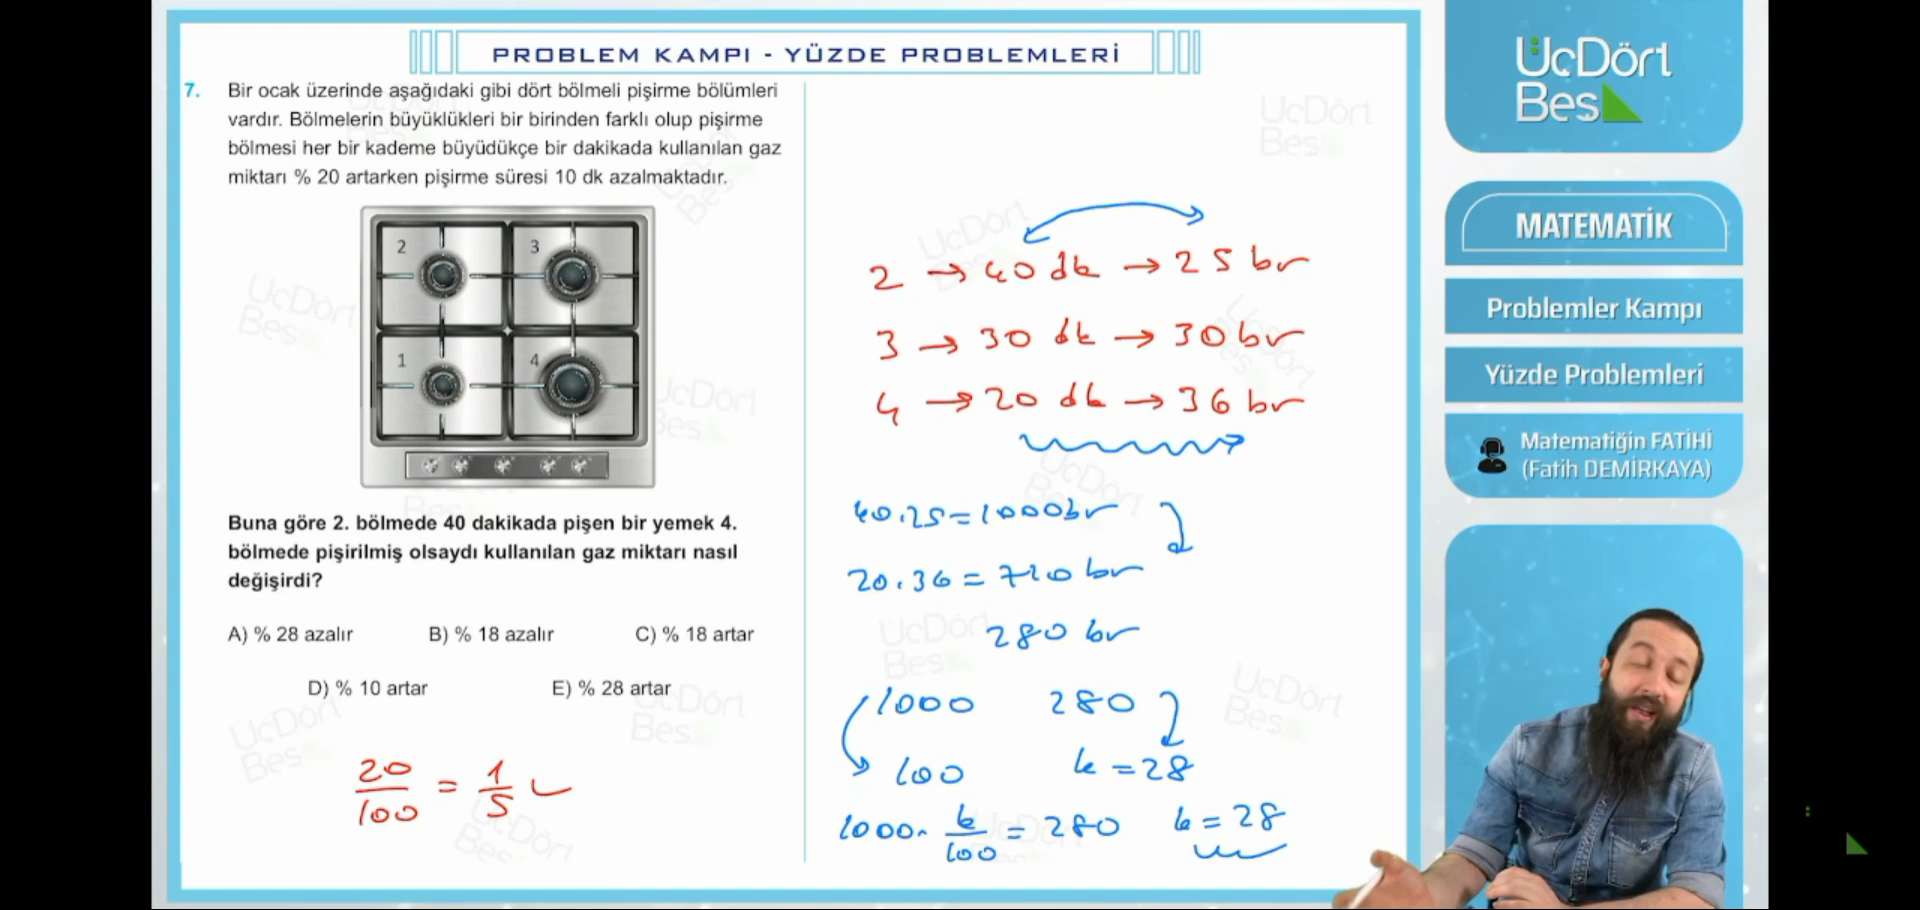 PROBLEM KAMPI - YÜZDE PROBLEMLERİ
7. Bir ocak üzerinde aşağıdaki gibi dört bölmeli pişirme bölümleri
vardır. Bölmelerin büyüklükleri bir birinden farklı olup pişirme
bölmesi her bir kademe büyüdükçe bir dakikada kullanılan gaz
miktarı % 20 artarken pişirme süresi 10 dk azalmaktadır.
2 3
1 4
Buna göre 2. bölmede 40 dakikada pişen bir yemek 4.
bölmede pişirilmiş olsaydı kullanılan gaz miktarı nasıl
değişirdi?
A) % 28 azalır B) % 18 azalır C) % 18 artar
D) % 10 artar E) % 28 artar
20/100 = 1/5
2 → 40 dk → 25 br
3 → 30 dk → 30 br
4 → 20 dk → 36 br
40.25 = 1000 br
20.36 = 720 br
280 br
1000 280
100 k = 28
1000. k/100 = 280 k = 28
ÜçDört
Beş
MATEMATİK
Problemler Kampı
Yüzde Problemleri
Matematiğin FATİHİ
(Fatih DEMİRKAYA)